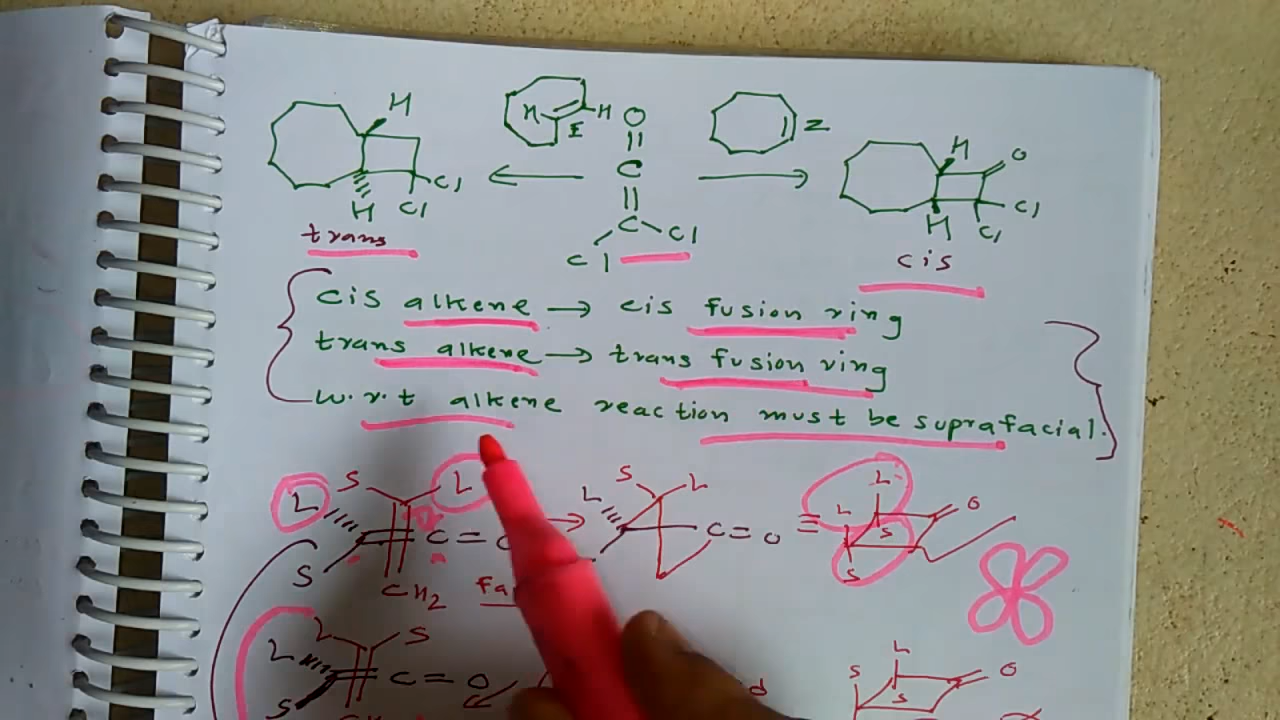 H H E H O Z
H O
C
Cl H Cl C Cl H Cl Cl
trans Cl cis
cis alkene → cis fusion ring
trans alkene → trans fusion ring
w.r.t alkene reaction must be suprafacial.
S L S L L O
L C = L C = O ≡ L S
S CH2 S
L S L
L C = O S S O
S